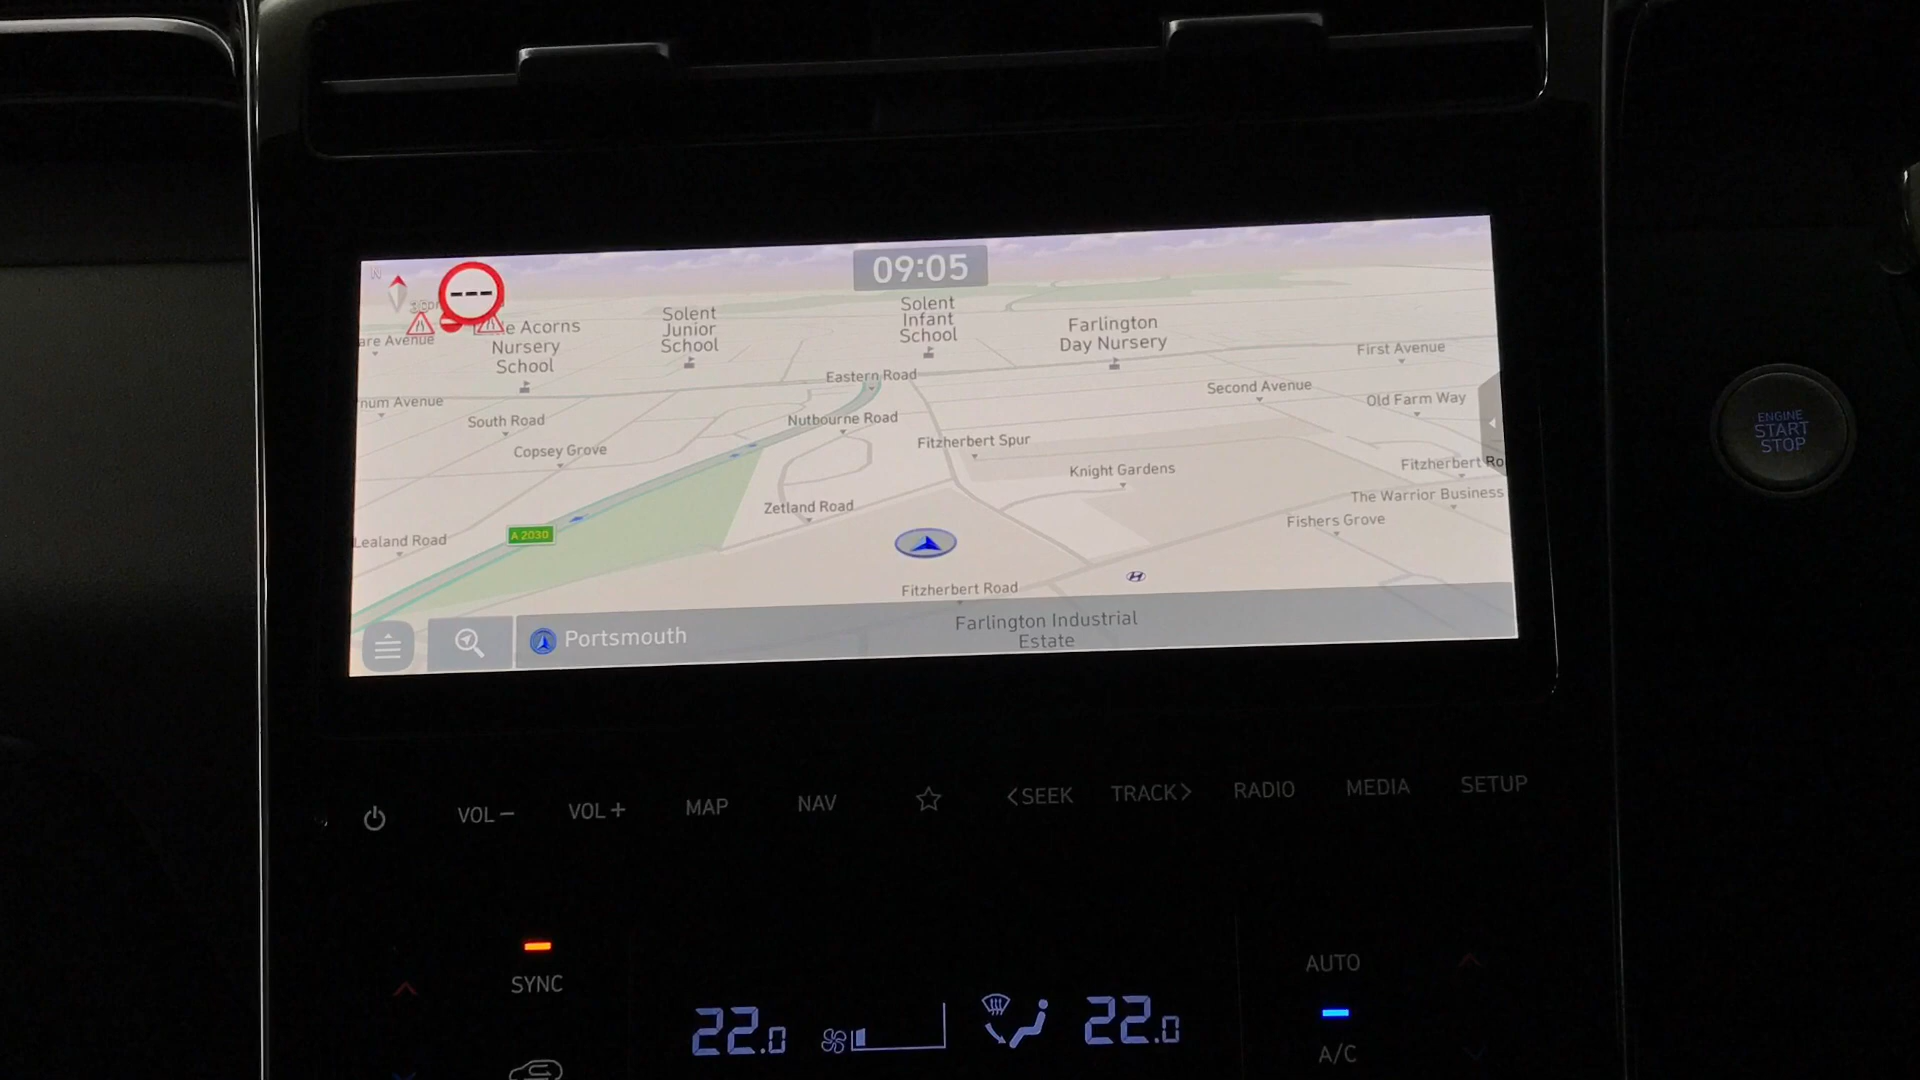 N
09:05
are Avenue
e Acorns
Nursery
School
Solent
Junior
School
Solent
Infant
School
Farlington
Day Nursery
First Avenue
Eastern Road
Second Avenue
Old Farm Way
num Avenue
South Road
Nutbourne Road
Copsey Grove
Fitzherbert Spur
Knight Gardens
Fitzherbert Ro
The Warrior Business
Zetland Road
Fishers Grove
A 2030
Lealand Road
Fitzherbert Road
Farlington Industrial
Estate
Portsmouth
ENGINE
START
STOP
VOL−
VOL+
MAP
NAV
<SEEK
TRACK>
RADIO
MEDIA
SETUP
SYNC
AUTO
22.0
22.0
A/C